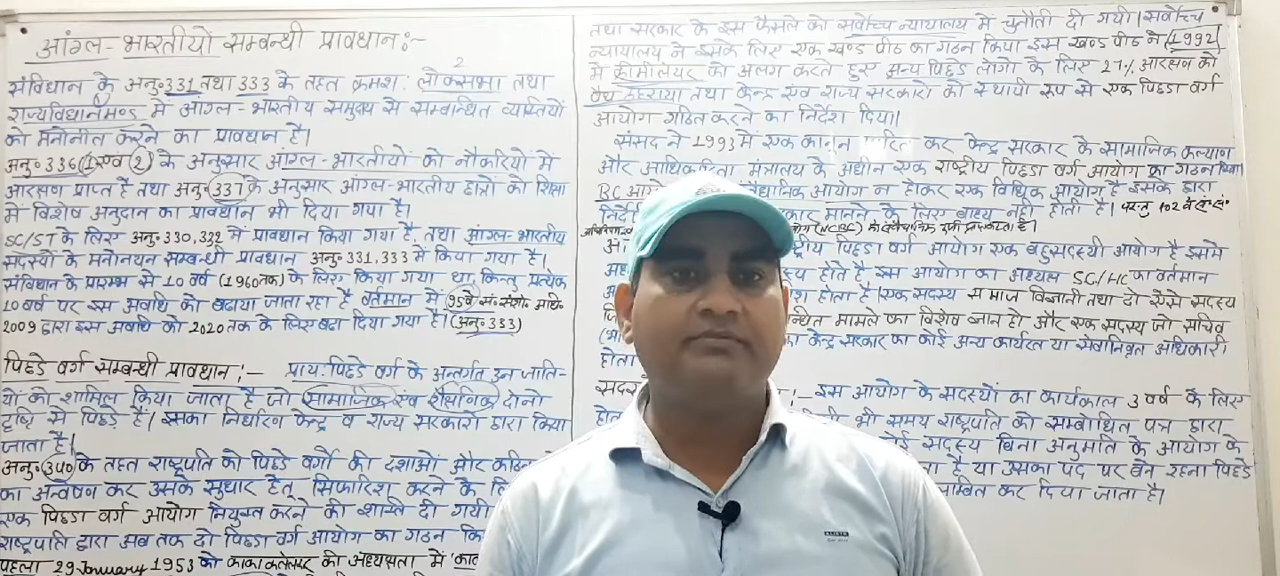 आंग्ल-भारतीयों सम्बन्धी प्रावधान:-
2
संविधान के अनु॰331 तथा 333 के तहत क्रमश: लोकसभा तथा
राज्यविधानमण्ड में आंग्ल-भारतीय समुदाय से सम्बन्धित व्यक्तियों
को मनोनीत करने का प्रावधान है।
अनु॰336(1एवं2) के अनुसार आंग्ल-भारतीयों को नौकरियों में
आरक्षण प्राप्त है तथा अनु॰337 के अनुसार आंग्ल-भारतीय छात्रों को शिक्षा
में विशेष अनुदान का प्रावधान भी दिया गया है।
SC/ST के लिए अनु॰330,332 में प्रावधान किया गया है तथा आंग्ल-भारतीय
सदस्यों के मनोनयन सम्बन्धी प्रावधान अनु॰331,333 में किया गया है।
संविधान के प्रारम्भ से 10 वर्ष (1960तक) के लिए किया गया था किन्तु प्रत्येक
10 वर्ष पर इस अवधि को बढाया जाता रहा है वर्तमान में (95वे सं॰ संशो॰ अधि॰
2009 द्वारा इस अवधि को 2020 तक के लिए बढा दिया गया है। (अनु॰333)
पिछडे वर्ग सम्बन्धी प्रावधान:- प्राय: पिछडे वर्ग के अन्तर्गत उन जाति-
यों को शामिल किया जाता है जो सामाजिक एवं शैक्षणिक दोनो
दृष्टि से पिछडे है। इसका निर्धारण केन्द्र व राज्य सरकारो द्वारा किया
जाता है।
अनु॰340 के तहत राष्ट्रपति को पिछडे वर्गो की दशाओं और
का अन्वेषण कर उसके सुधार हेतु सिफारिश करने के
एक पिछडा वर्ग आयोग नियुक्त करने की शक्ति दी गयी
राष्ट्रपति द्वारा अब तक दो पिछडा वर्ग आयोग का गठन
पहला 29 January 1953 को काका कालेलकर की अध्यक्षता में
तथा सरकार के इस फैसले को सर्वोच्च न्यायालय में चुनौती दी गयी। सर्वोच्च
न्यायालय ने इसके लिए एक खण्ड पीठ का गठन किया इस खण्ड पीठ ने (1992)
में क्रीमीलेयर को अलग करते हुए अन्य पिछडे लोगो के लिए 27% आरक्षण को
वैध ठहराया तथा केन्द्र एवं राज्य सरकारो को स्थायी रूप से एक पिछडा वर्ग
आयोग गठित करने का निर्देश दिया।
संसद ने 1993 में एक कानून कर केन्द्र सरकार के सामाजिक कल्याण
और आधिकारिता मंत्रालय के अधीन एक राष्ट्रीय पिछडा वर्ग आयोग का गठन किया।
BC न होकर एक विधिक आयोग है इसके द्वारा
मानने के लिए बाध्य नही होती है। परन्तु 102 वें सं॰सं॰
(NCBC) को संवैधानिक दर्जा है।
पिछडा वर्ग आयोग एक बहुसदस्यी आयोग है इसमें
होते है इस आयोग का अध्यक्ष SC/HC का वर्तमान
होता है। एक सदस्य समाज विज्ञानी तथा दो ऐसे सदस्य
मामले का विशेष ज्ञान हो और एक सदस्य जो सचिव
केन्द्र सरकार का कोई अन्य कार्यरत या सेवानिवृत अधिकारी
होता
:- इस आयोग के सदस्यों का कार्यकाल 3 वर्ष के लिए
भी समय राष्ट्रपति को सम्बोधित पत्र द्वारा
सदस्य बिना अनुमति के आयोग के
है या उसका पद पर बने रहना पिछडे
कर दिया जाता है।